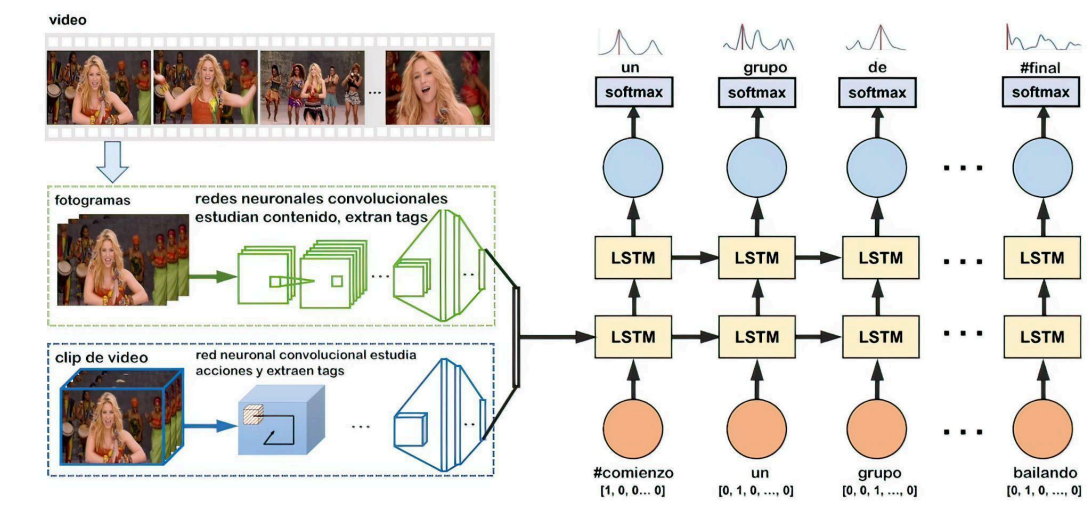 video
...
fotogramas
redes neuronales convolucionales
estudian contenido, extran tags
...
...
clip de video
red neuronal convolucional estudia
acciones y extraen tags
...
...
un grupo de #final
softmax softmax softmax softmax
...
LSTM LSTM LSTM ... LSTM
LSTM LSTM LSTM ... LSTM
...
#comienzo un grupo bailando
[1, 0, 0... 0] [0, 1, 0, ..., 0] [0, 0, 1, ..., 0] [0, 1, 0, ..., 0]